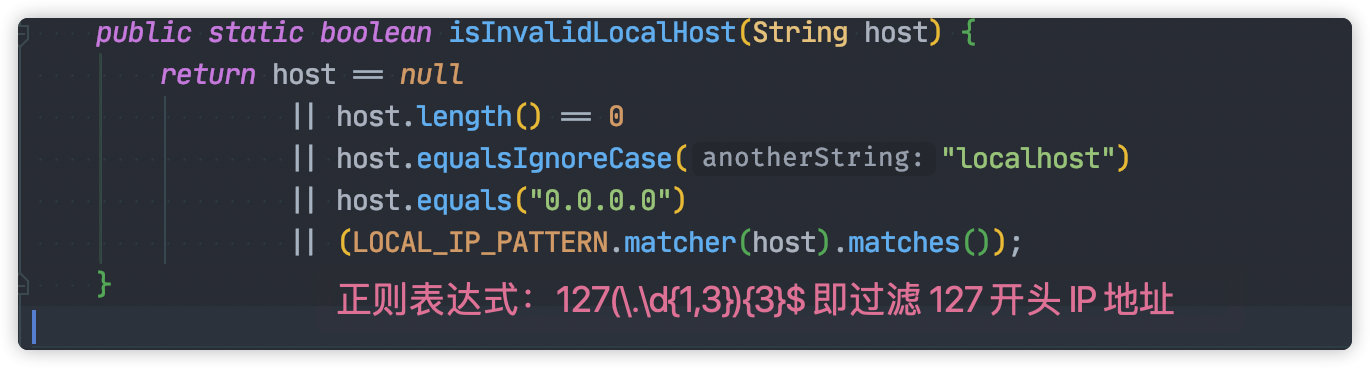 public static boolean isInvalidLocalHost(String host) {
return host == null
|| host.length() == 0
|| host.equalsIgnoreCase( anotherString: "localhost")
|| host.equals("0.0.0.0")
|| (LOCAL_IP_PATTERN.matcher(host).matches());
}
正则表达式：127(\.\d{1,3}){3}$ 即过滤 127 开头 IP 地址